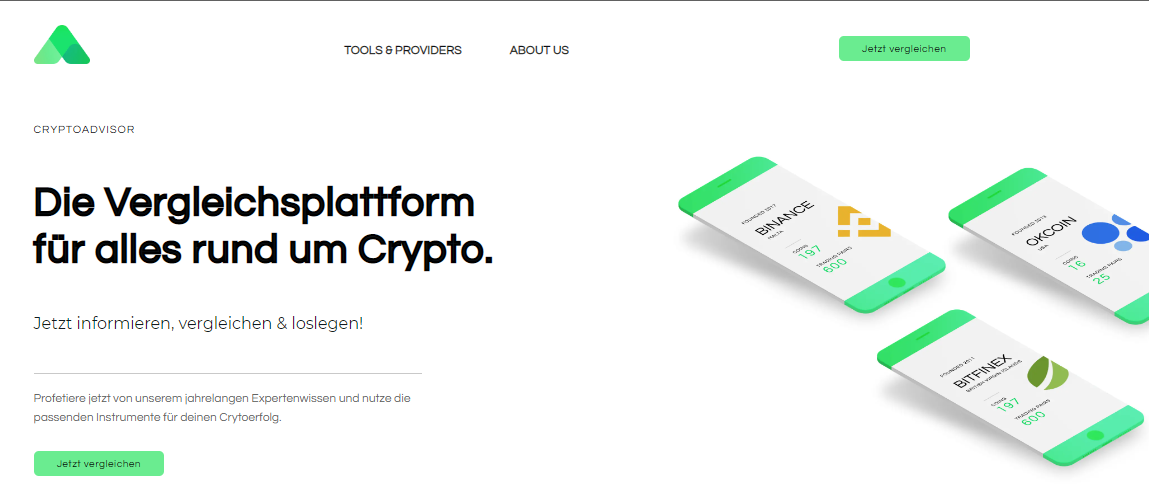 TOOLS & PROVIDERS
ABOUT US
Jetzt vergleichen
CRYPTOADVISOR
Die Vergleichsplattform
für alles rund um Crypto.
Jetzt informieren, vergleichen & loslegen!
Profetiere jetzt von unserem jahrelangen Expertenwissen und nutze die
passenden Instrumente für deinen Crytoerfolg.
Jetzt vergleichen
FOUNDED 2017
BINANCE
MALTA
COINS
197
TRADING PAIRS
600
FOUNDED 2013
OKCOIN
USA
COINS
16
TRADING PAIRS
25
FOUNDED 2011
BITFINEX
BRITISH VIRGIN ISLANDS
COINS
197
TRADING PAIRS
600